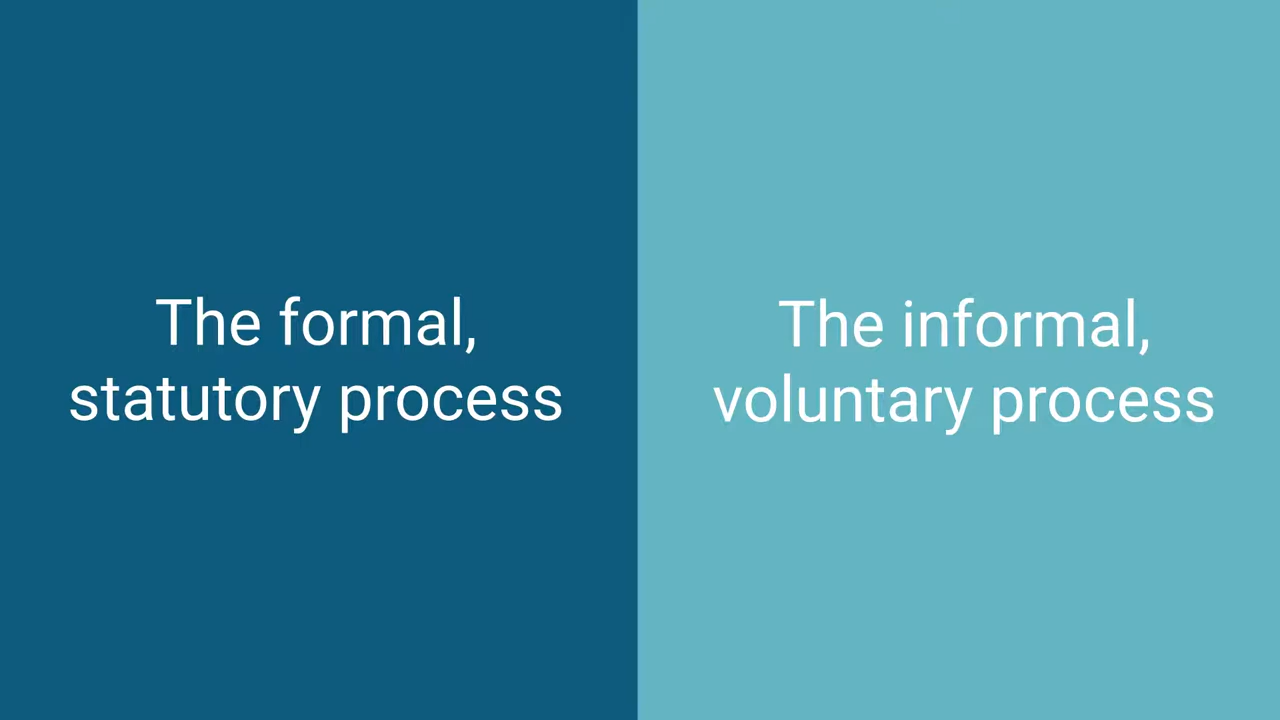 The formal,
statutory process
The informal,
voluntary process